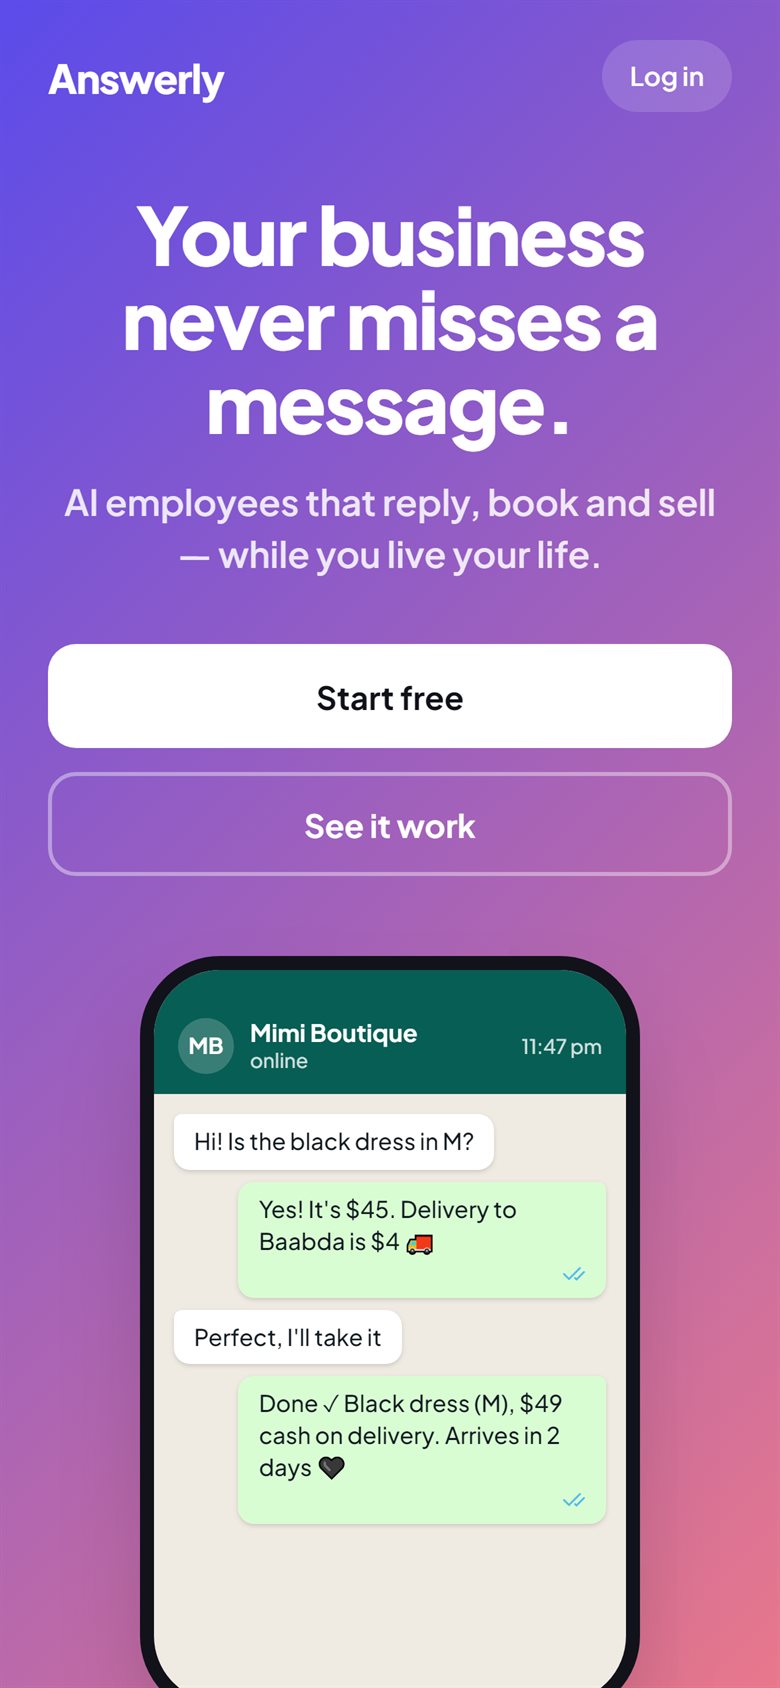 Answerly
Log in
Your business
never misses a
message.
AI employees that reply, book and sell
— while you live your life.
Start free
See it work
MB
Mimi Boutique
online
11:47 pm
Hi! Is the black dress in M?
Yes! It's $45. Delivery to
Baabda is $4 🚚
Perfect, I'll take it
Done ✓ Black dress (M), $49
cash on delivery. Arrives in 2
days 🖤